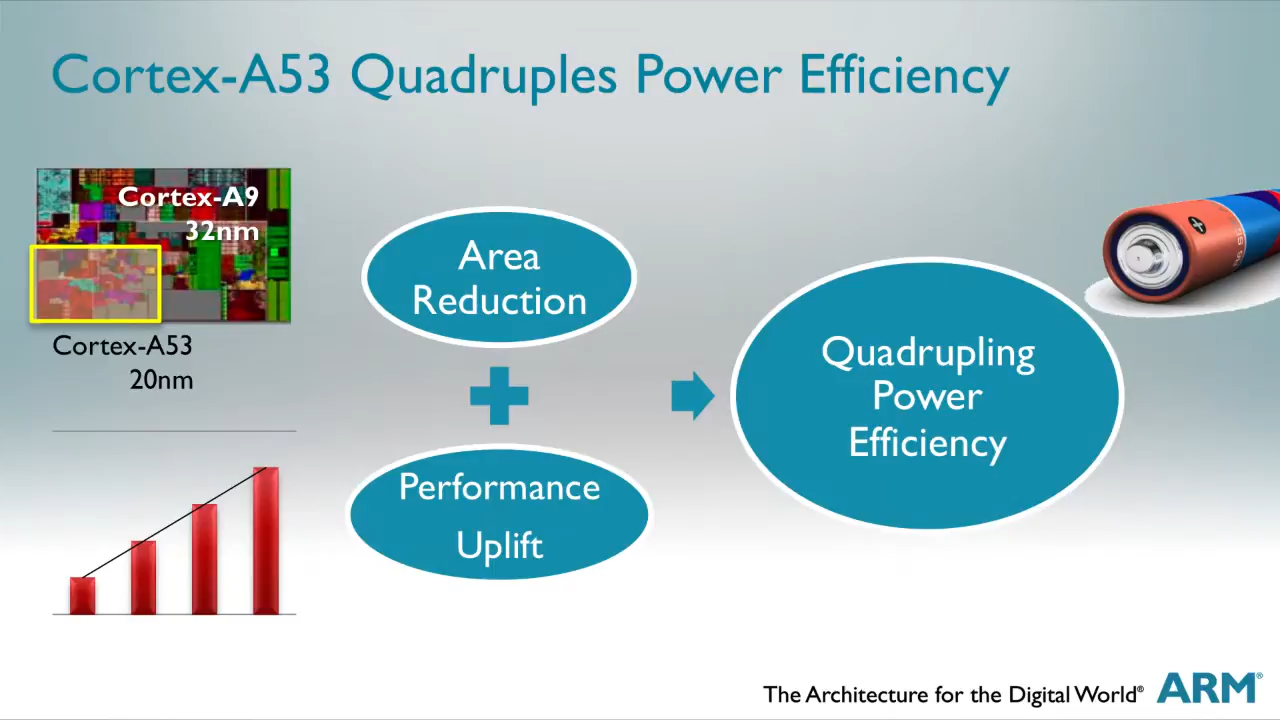 Cortex-A53 Quadruples Power Efficiency
Cortex-A9
32nm
Cortex-A53
20nm
Area
Reduction
Performance
Uplift
Quadrupling
Power
Efficiency
The Architecture for the Digital World®
ARM®